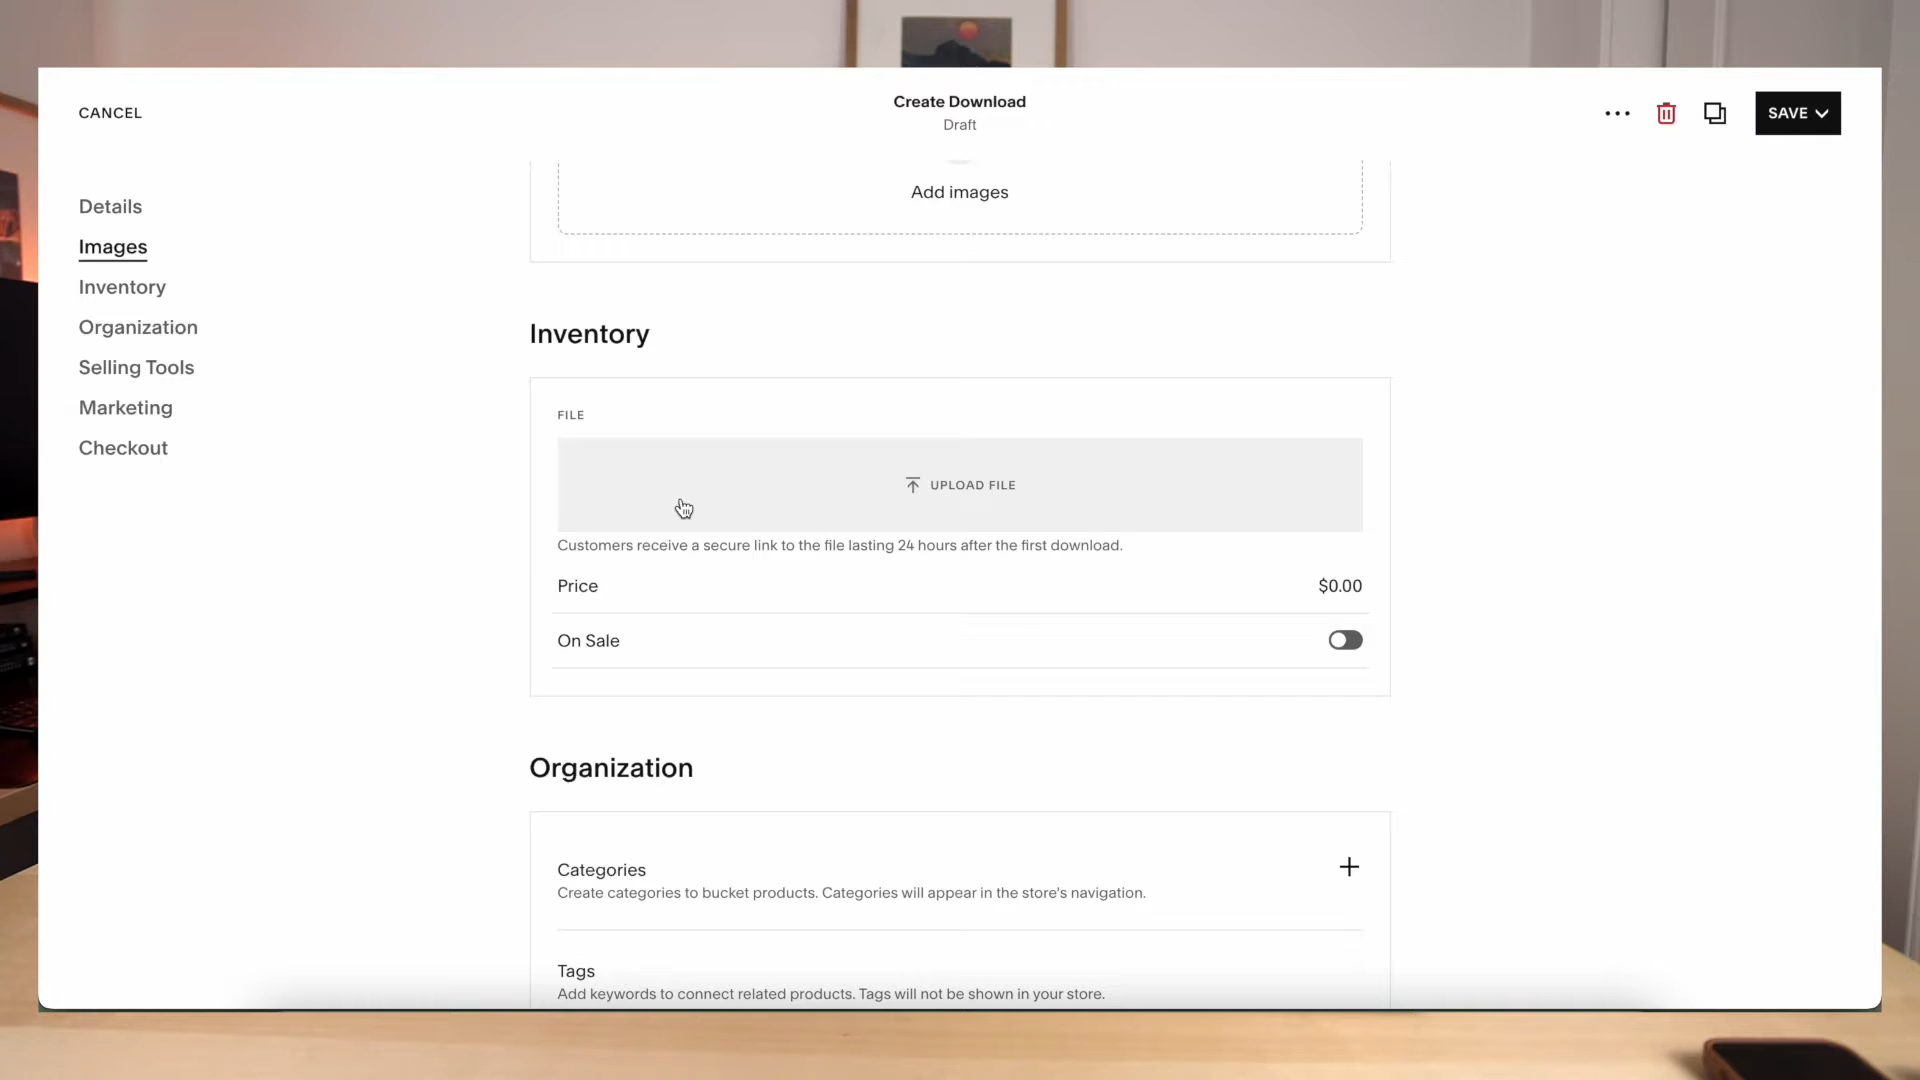 CANCEL
Create Download
Draft
SAVE
Details
Images
Inventory
Organization
Selling Tools
Marketing
Checkout
Add images
Inventory
FILE
UPLOAD FILE
Customers receive a secure link to the file lasting 24 hours after the first download.
Price
$0.00
On Sale
Organization
Categories
Create categories to bucket products. Categories will appear in the store's navigation.
Tags
Add keywords to connect related products. Tags will not be shown in your store.